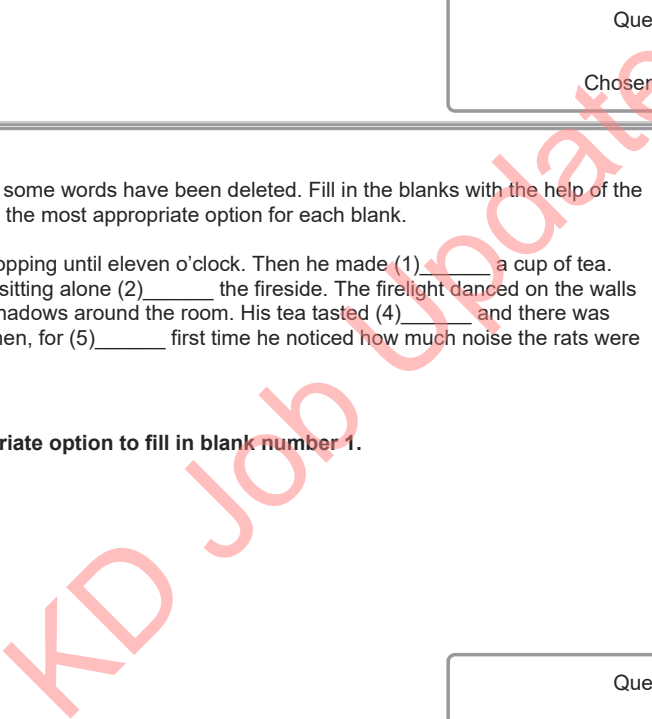 Que
Chosen
some words have been deleted. Fill in the blanks with the help of the
the most appropriate option for each blank.
opping until eleven o’clock. Then he made (1)______ a cup of tea.
sitting alone (2)______ the fireside. The firelight danced on the walls
hadows around the room. His tea tasted (4)______ and there was
en, for (5)______ first time he noticed how much noise the rats were
riate option to fill in blank number 1.
KD Job Update
Que